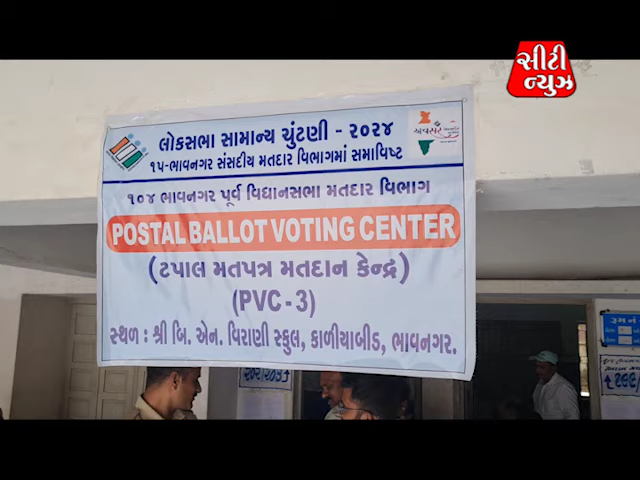 સીટી
ન્યુઝ
લોકસભા સામાન્ય ચુંટણી - ૨૦૨૪
૧૫-ભાવનગર સંસદીય મતદાર વિભાગમાં સમાવિષ્ટ
અવસર
૧૦૪ ભાવનગર પૂર્વ વિધાનસભા મતદાર વિભાગ
POSTAL BALLOT VOTING CENTER
(ટપાલ મતપત્ર મતદાન કેન્દ્ર)
(PVC - 3)
સ્થળ : શ્રી બિ. એન. વિરાણી સ્કુલ, કાળીયાબીડ, ભાવનગર.
રૂમ નં